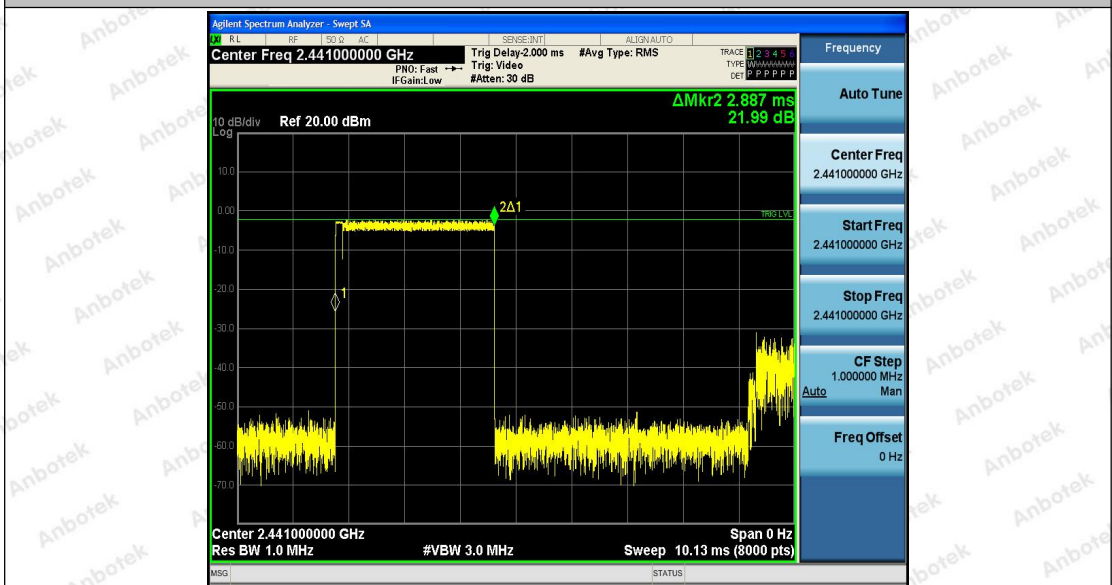 Agilent Spectrum Analyzer - Swept SA
RL RF 50 Ω AC SENSE:INT ALIGN AUTO
Center Freq 2.441000000 GHz
PNO: Fast
IFGain:Low
Trig Delay-2.000 ms
Trig: Video
#Atten: 30 dB
#Avg Type: RMS
TRACE 1 2 3 4 5 6
TYPE
DET P P P P P P
ΔMkr2 2.887 ms
21.99 dB
10 dB/div Ref 20.00 dBm
Log
10.0
0.00
-10.0
-20.0
-30.0
-40.0
-50.0
-60.0
-70.0
2Δ1
TRIG LVL
1
Center 2.441000000 GHz
Span 0 Hz
Res BW 1.0 MHz
#VBW 3.0 MHz
Sweep 10.13 ms (8000 pts)
MSG
STATUS
Frequency
Auto Tune
Center Freq
2.441000000 GHz
Start Freq
2.441000000 GHz
Stop Freq
2.441000000 GHz
CF Step
1.000000 MHz
Auto Man
Freq Offset
0 Hz
Anbotek